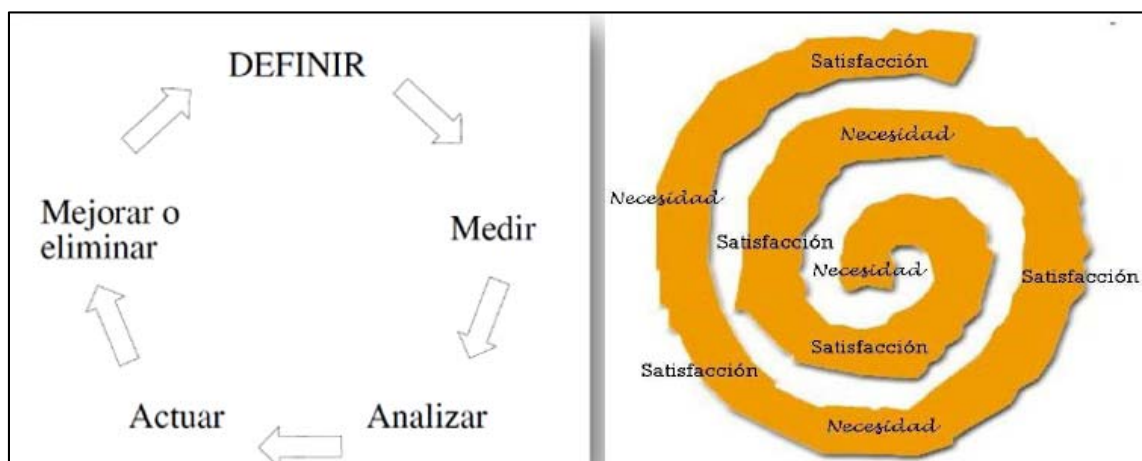 DEFINIR
Medir
Analizar
Actuar
Mejorar o
eliminar
Satisfacción
Necesidad
Necesidad
Satisfacción
Necesidad
Satisfacción
Satisfacción
Satisfacción
Necesidad